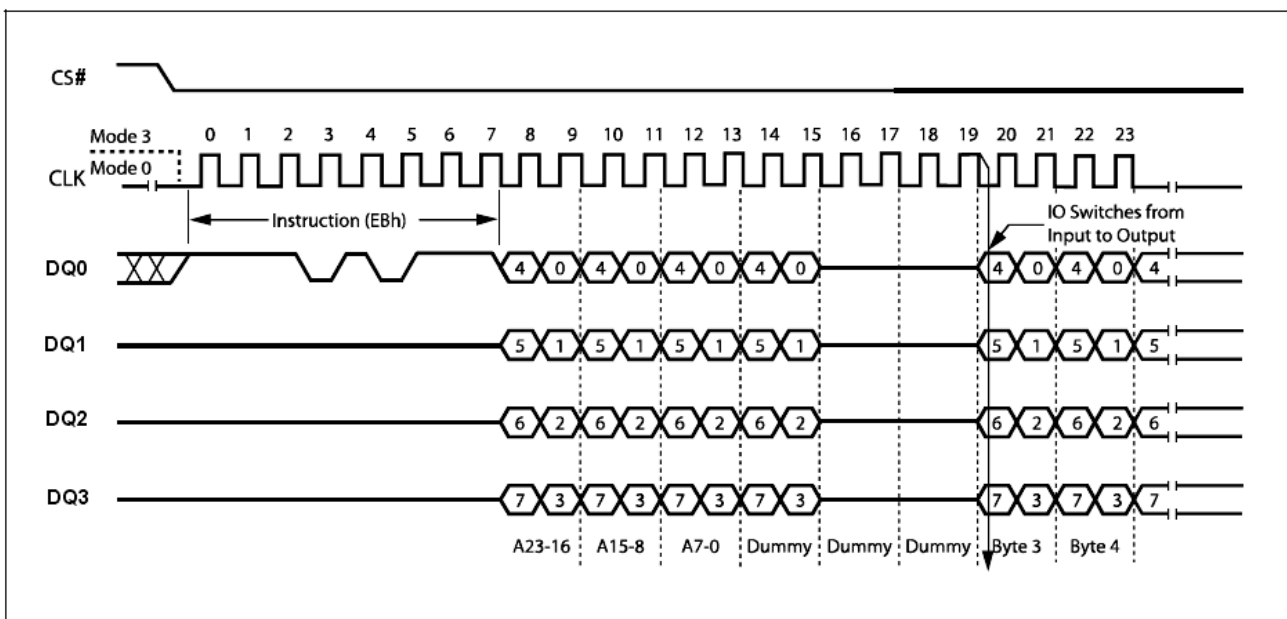 CS#
Mode 3
0 1 2 3 4 5 6 7 8 9 10 11 12 13 14 15 16 17 18 19 20 21 22 23
CLK Mode 0
Instruction (EBh)
IO Switches from
Input to Output
DQ0 4 0 4 0 4 0 4 0 4 0 4 0 4
DQ1 5 1 5 1 5 1 5 1 5 1 5 1 5
DQ2 6 2 6 2 6 2 6 2 6 2 6 2 6
DQ3 7 3 7 3 7 3 7 3 7 3 7 3 7
A23-16 A15-8 A7-0 Dummy Dummy Dummy Byte 3 Byte 4